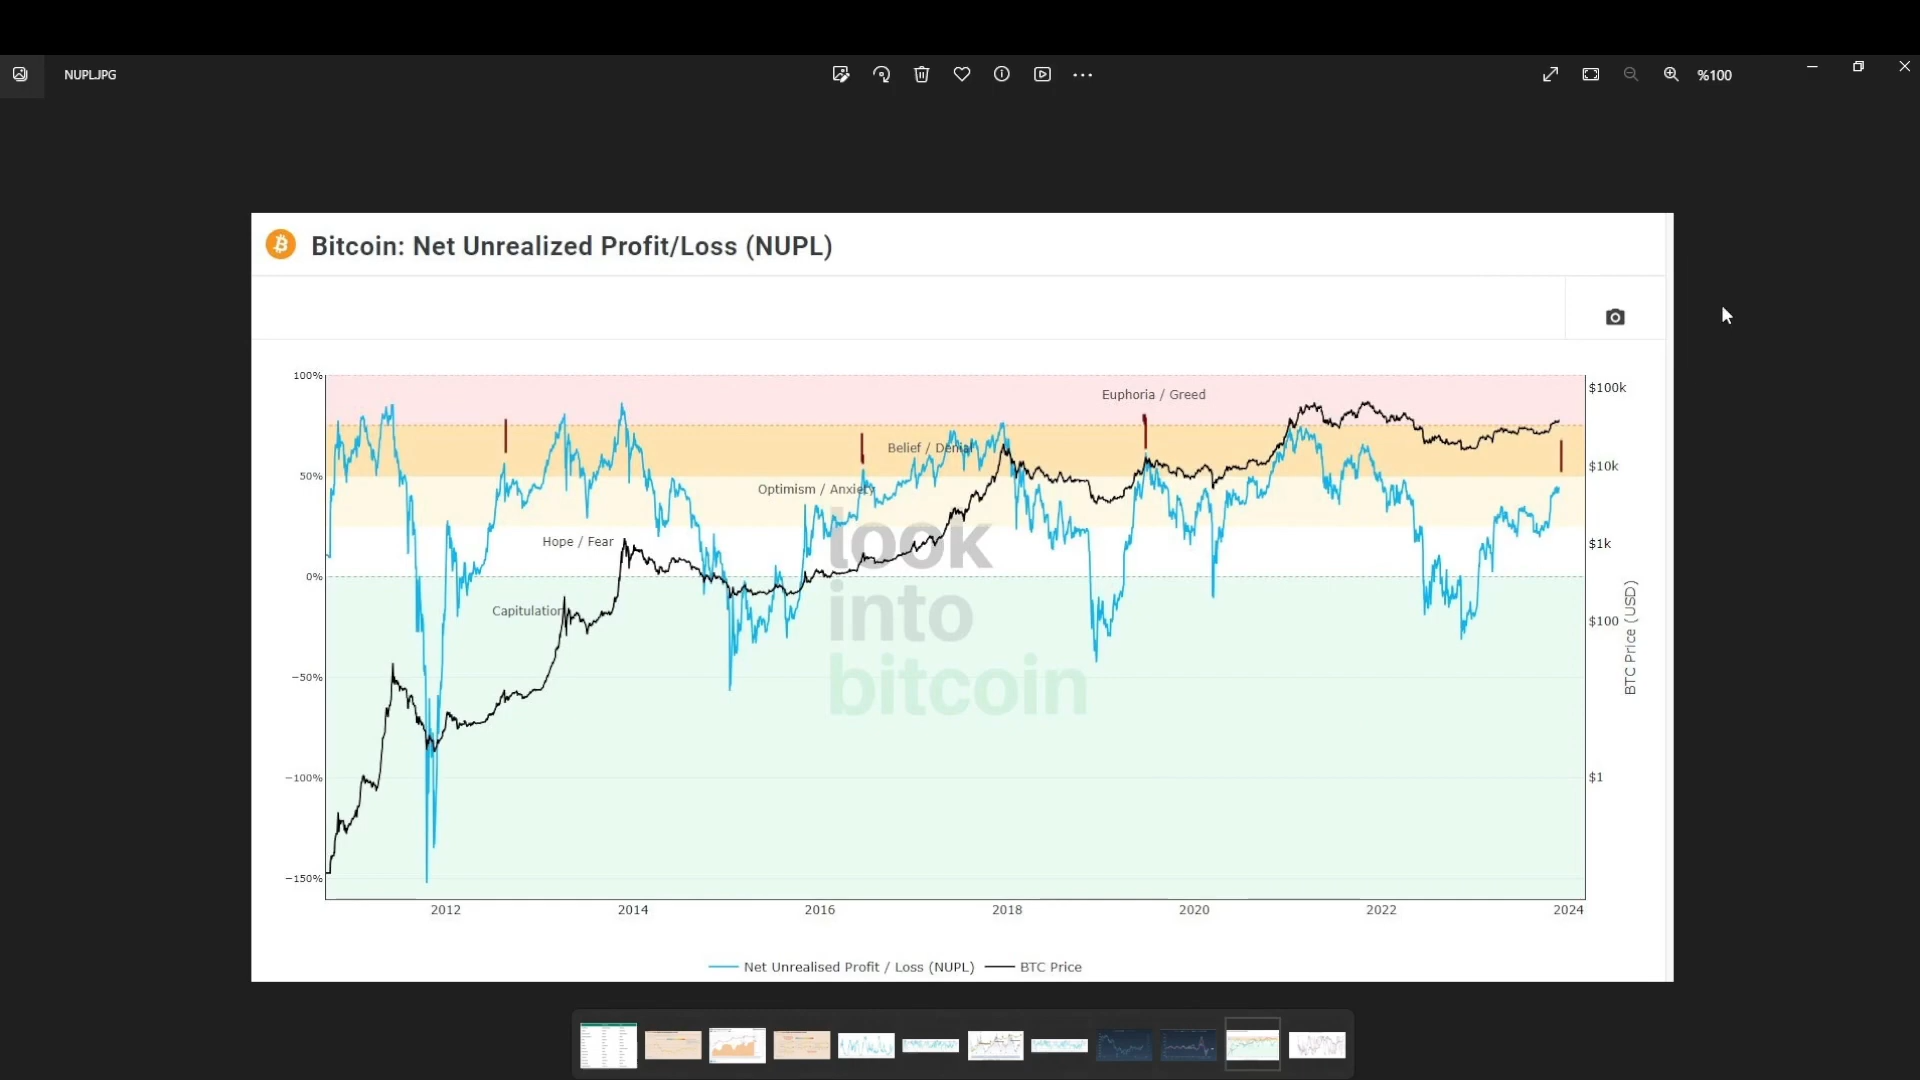 NUPL.JPG
%100
Bitcoin: Net Unrealized Profit/Loss (NUPL)
100%
50%
0%
−50%
−100%
−150%
$100k
$10k
$1k
$100
$1
BTC Price (USD)
Euphoria / Greed
Belief / Denial
Optimism / Anxiety
Hope / Fear
Capitulation
look
into
bitcoin
2012 2014 2016 2018 2020 2022 2024
Net Unrealised Profit / Loss (NUPL) BTC Price